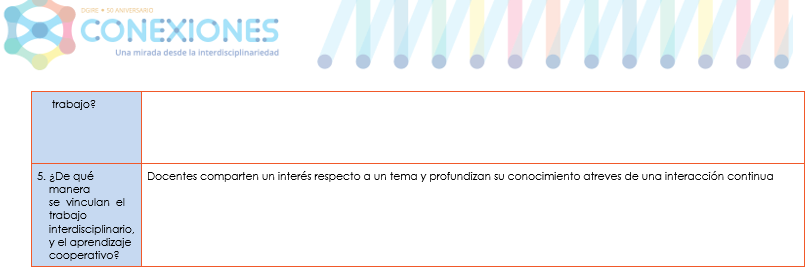 DGIRE • 50 ANIVERSARIO
CONEXIONES
Una mirada desde la interdisciplinariedad
trabajo?
5. ¿De qué
manera
se vinculan el
trabajo
interdisciplinario,
y el aprendizaje
cooperativo?
Docentes comparten un interés respecto a un tema y profundizan su conocimiento atreves de una interacción continua